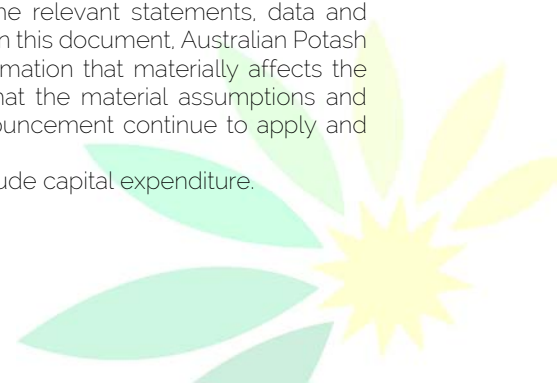 he relevant statements, data and
n this document, Australian Potash
rmation that materially affects the
hat the material assumptions and
ouncement continue to apply and
ude capital expenditure.